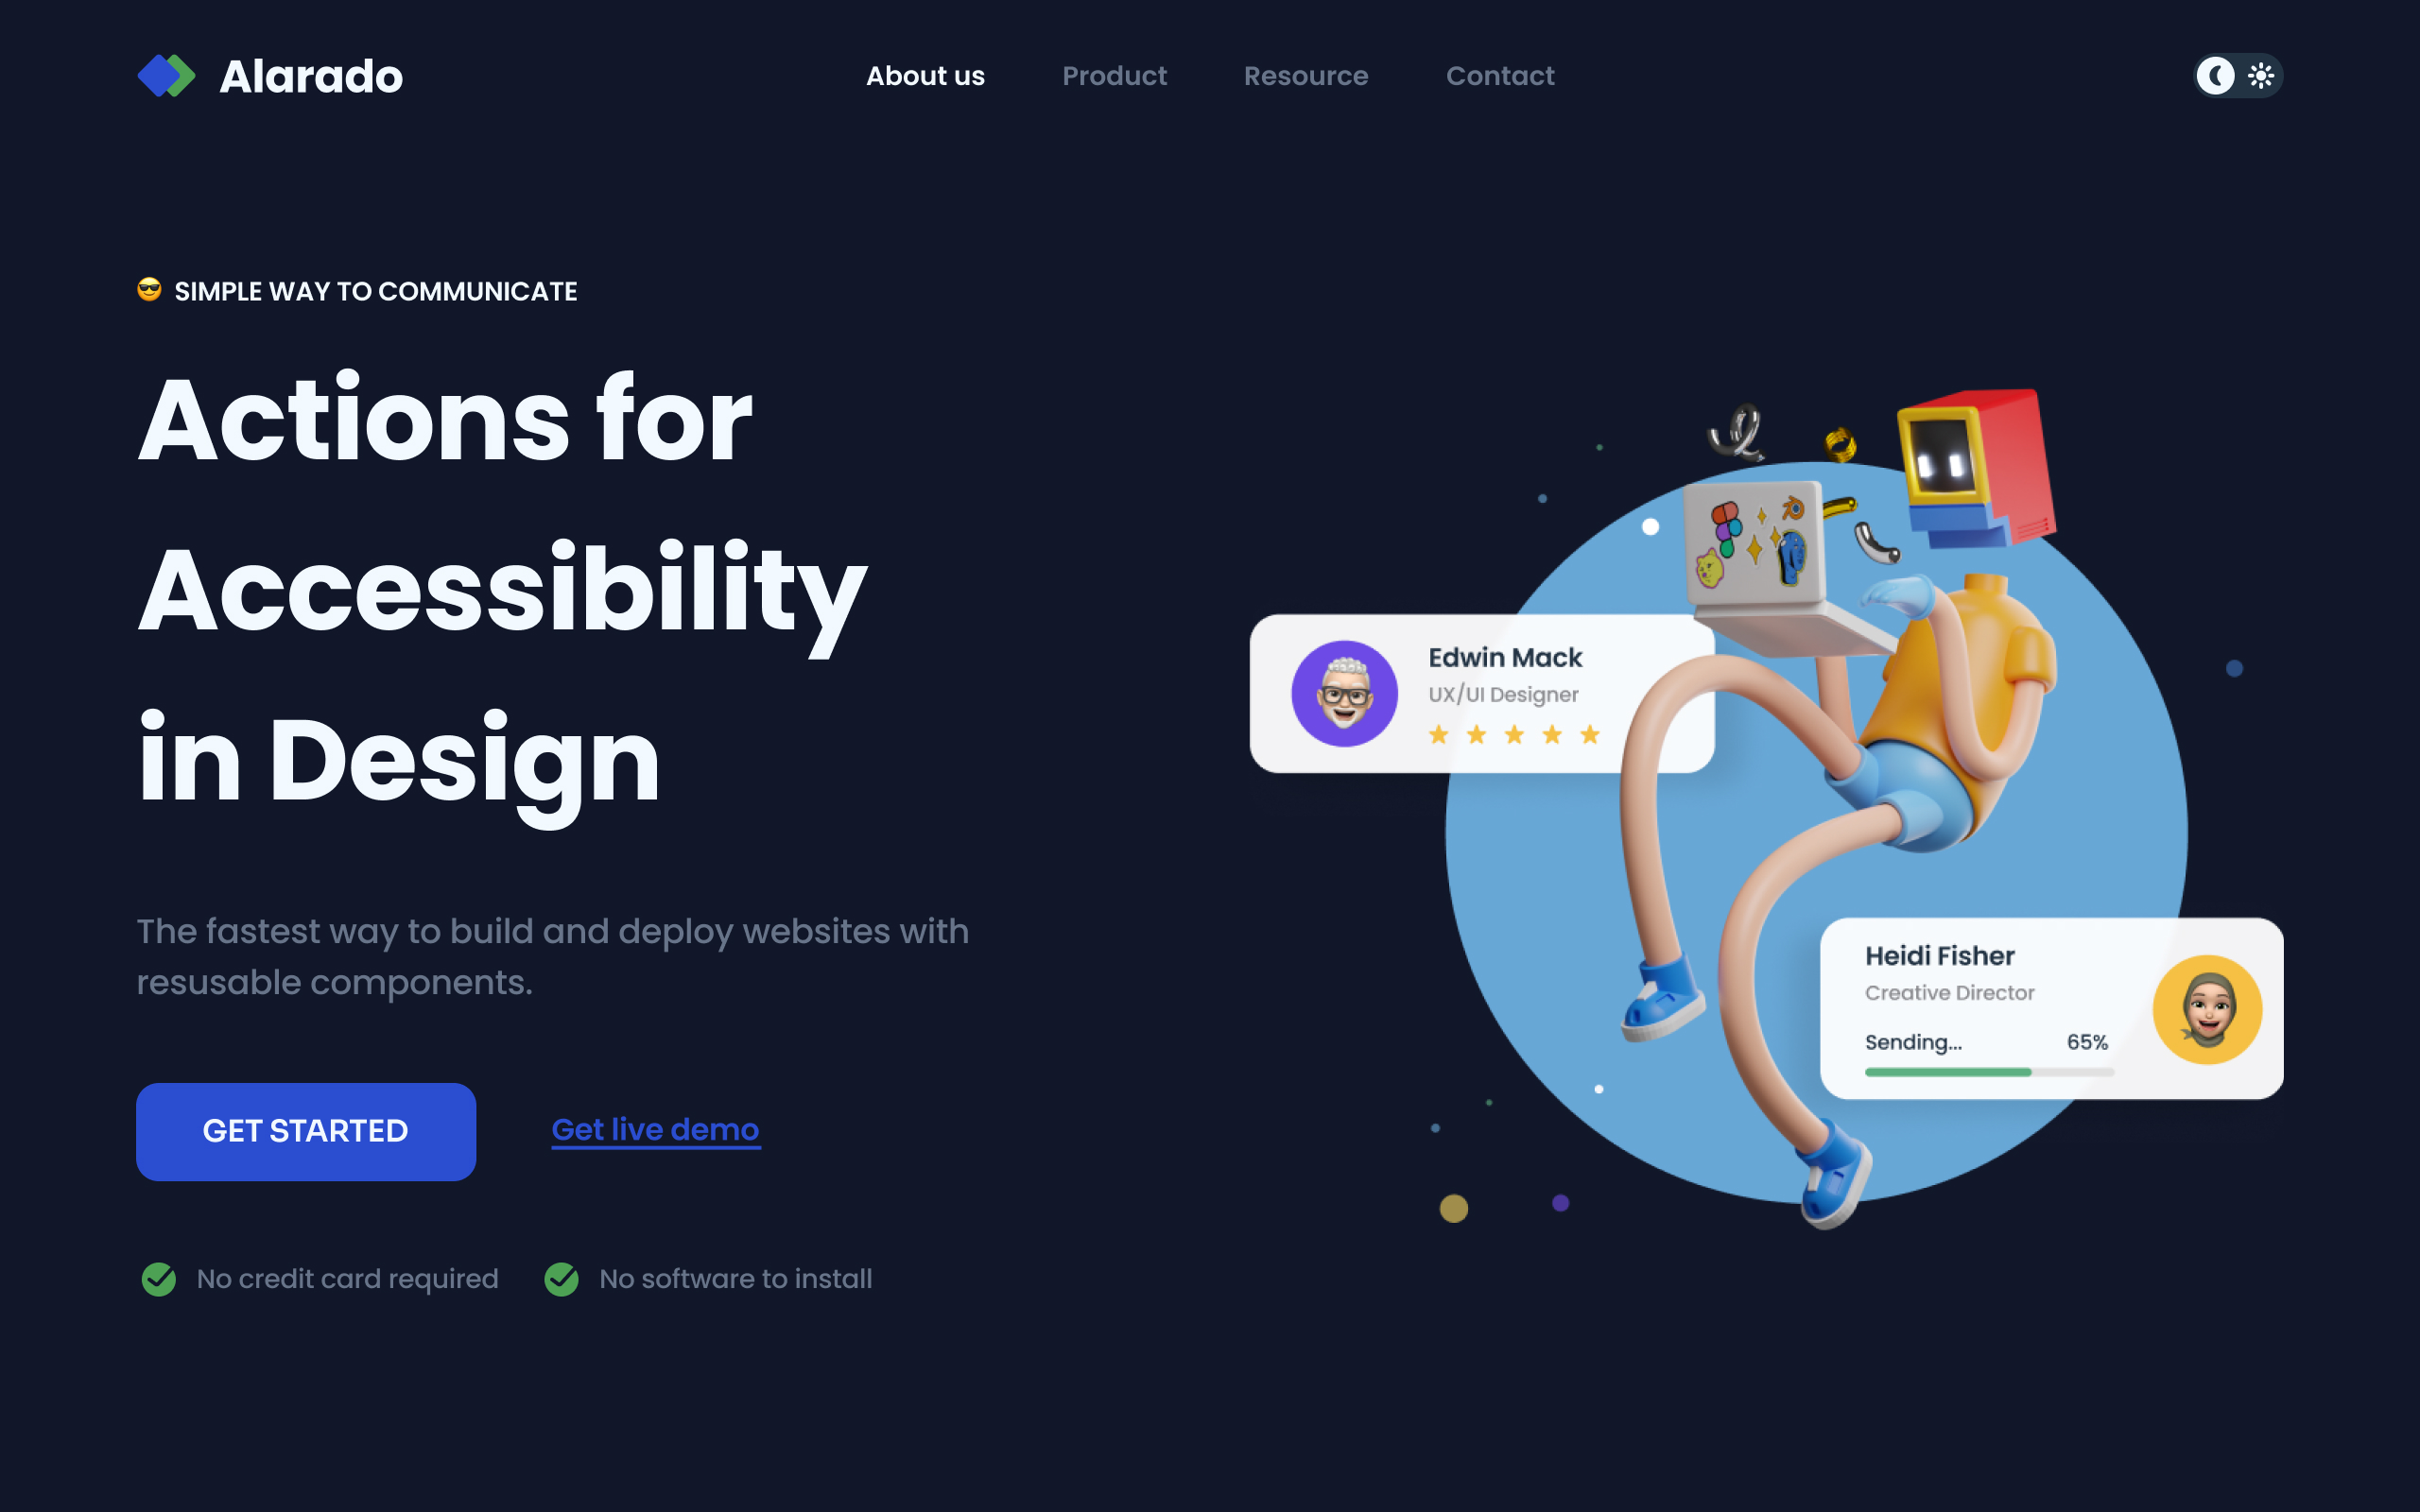 Alarado
About us
Product
Resource
Contact
😎 SIMPLE WAY TO COMMUNICATE
Actions for
Accessibility
in Design
The fastest way to build and deploy websites with
resusable components.
GET STARTED
Get live demo
No credit card required
No software to install
Edwin Mack
UX/UI Designer
Heidi Fisher
Creative Director
Sending... 65%